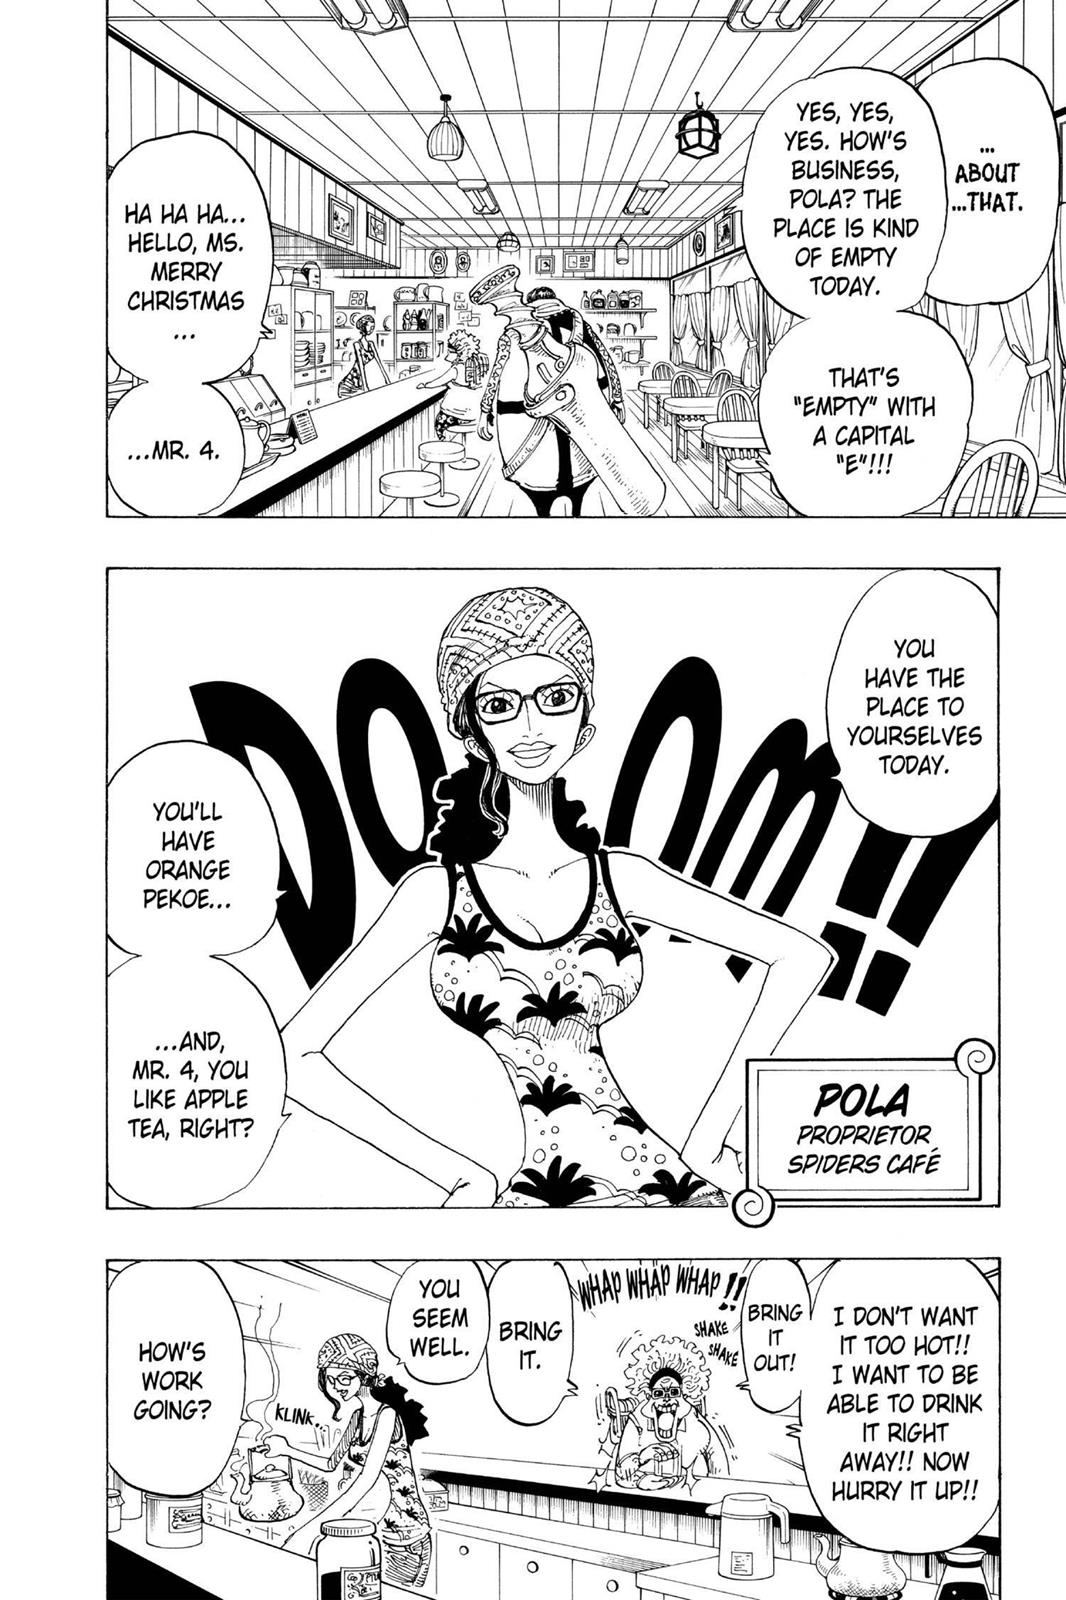 ...
ABOUT
...THAT.
YES, YES,
YES. HOW'S
BUSINESS,
POLA? THE
PLACE IS KIND
OF EMPTY
TODAY.
THAT'S
"EMPTY" WITH
A CAPITAL
"E"!!!
HA HA HA...
HELLO, MS.
MERRY
CHRISTMAS
...
...MR. 4.
YOU
HAVE THE
PLACE TO
YOURSELVES
TODAY.
DOOM!!
YOU'LL
HAVE
ORANGE
PEKOE...
...AND,
MR. 4, YOU
LIKE APPLE
TEA, RIGHT?
POLA
PROPRIETOR
SPIDERS CAFÉ
I DON'T WANT
IT TOO HOT!!
I WANT TO BE
ABLE TO DRINK
IT RIGHT
AWAY!! NOW
HURRY IT UP!!
BRING
IT
OUT!
WHAP WHAP WHAP!!
SHAKE
SHAKE
BRING
IT.
YOU
SEEM
WELL.
KLINK...
HOW'S
WORK
GOING?